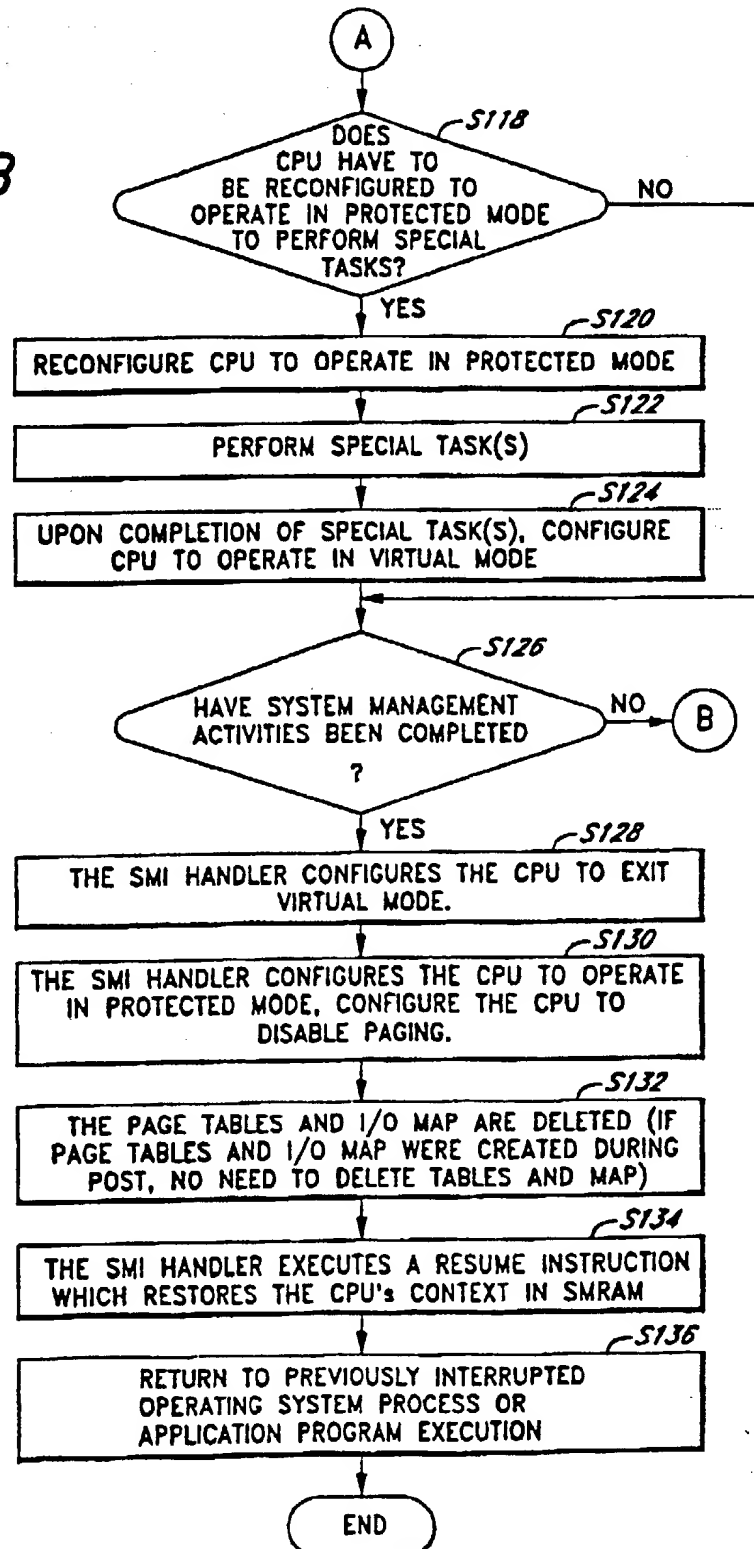 A
B
S118
DOES
CPU HAVE TO
BE RECONFIGURED TO
OPERATE IN PROTECTED MODE
TO PERFORM SPECIAL
TASKS?
NO
YES
S120
RECONFIGURE CPU TO OPERATE IN PROTECTED MODE
S122
PERFORM SPECIAL TASK(S)
S124
UPON COMPLETION OF SPECIAL TASK(S), CONFIGURE
CPU TO OPERATE IN VIRTUAL MODE
S126
HAVE SYSTEM MANAGEMENT
ACTIVITIES BEEN COMPLETED
?
NO
B
YES
S128
THE SMI HANDLER CONFIGURES THE CPU TO EXIT
VIRTUAL MODE.
S130
THE SMI HANDLER CONFIGURES THE CPU TO OPERATE
IN PROTECTED MODE, CONFIGURE THE CPU TO
DISABLE PAGING.
S132
THE PAGE TABLES AND I/O MAP ARE DELETED (IF
PAGE TABLES AND I/O MAP WERE CREATED DURING
POST, NO NEED TO DELETE TABLES AND MAP)
S134
THE SMI HANDLER EXECUTES A RESUME INSTRUCTION
WHICH RESTORES THE CPU's CONTEXT IN SMRAM
S136
RETURN TO PREVIOUSLY INTERRUPTED
OPERATING SYSTEM PROCESS OR
APPLICATION PROGRAM EXECUTION
END